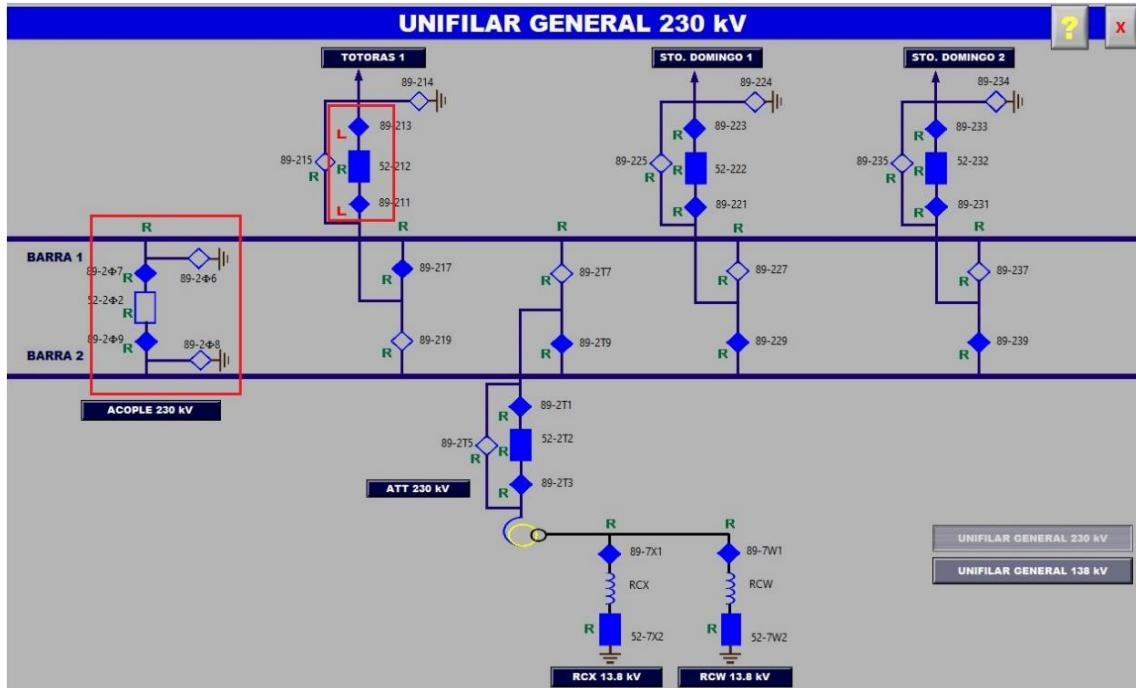 UNIFILAR GENERAL 230 kV
?
X
TOTORAS 1
STO. DOMINGO 1
STO. DOMINGO 2
89-214
89-224
89-234
L
89-213
R
89-223
R
89-233
89-215
R
R
52-212
89-225
R
R
52-222
89-235
R
R
52-232
L
89-211
R
89-221
R
89-231
R
R
R
R
R
BARRA 1
89-2Φ7
R
89-2Φ6
R
89-217
R
89-2T7
R
89-227
R
89-237
52-2Φ2
R
89-2Φ9
R
89-2Φ8
R
89-219
R
89-2T9
R
89-229
R
89-239
BARRA 2
ACOPLE 230 kV
R
89-2T1
89-2T5
R
R
52-2T2
R
89-2T3
ATT 230 kV
R
R
89-7X1
89-7W1
RCX
RCW
R
52-7X2
R
52-7W2
RCX 13.8 kV
RCW 13.8 kV
UNIFILAR GENERAL 230 kV
UNIFILAR GENERAL 138 kV